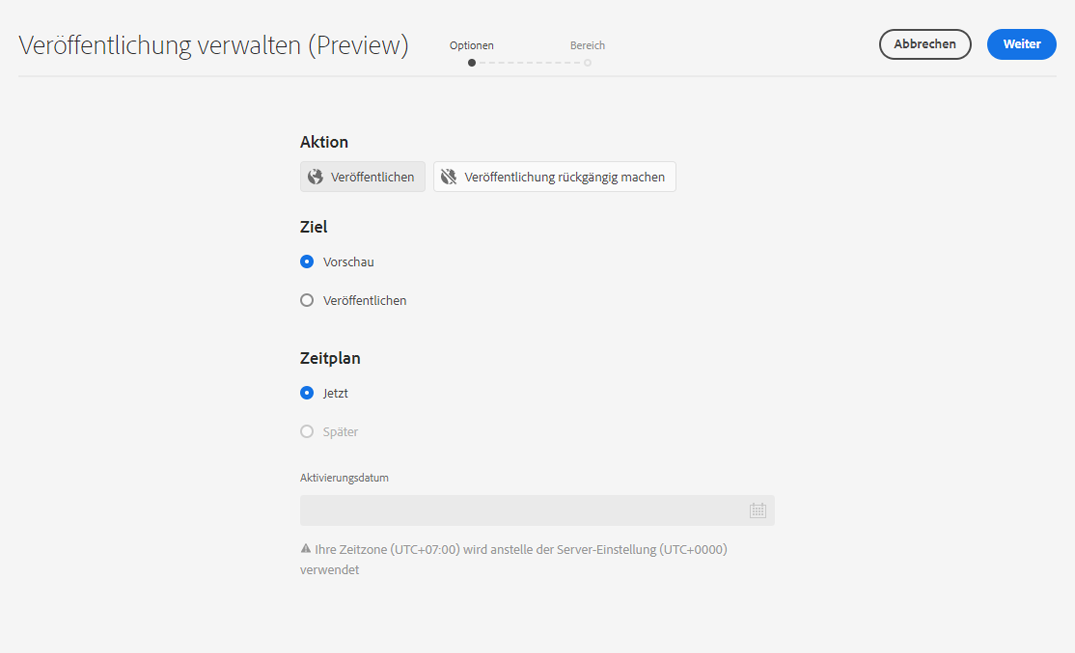 Veröffentlichung verwalten (Preview)
Optionen
Bereich
Abbrechen
Weiter
Aktion
Veröffentlichen
Veröffentlichung rückgängig machen
Ziel
Vorschau
Veröffentlichen
Zeitplan
Jetzt
Später
Aktivierungsdatum
Ihre Zeitzone (UTC+07:00) wird anstelle der Server-Einstellung (UTC+0000)
verwendet